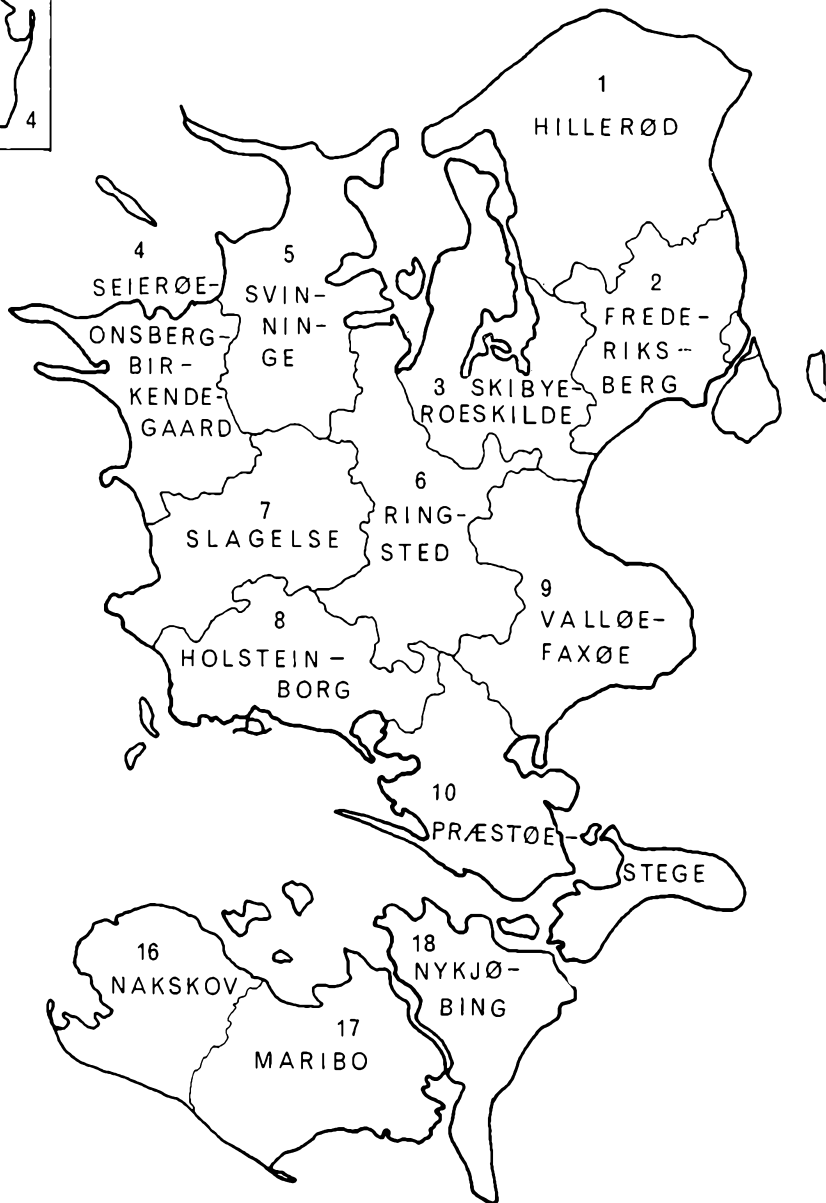 4
1
HILLERØD
2
FREDE-
RIKS-
BERG
3 SKIBYE-
ROESKILDE
4
SEIERØE-
ONSBERG-
BIR-
KENDE-
GAARD
5
SVIN-
NIN-
GE
6
RING-
STED
7
SLAGELSE
8
HOLSTEIN-
BORG
9
VALLØE-
FAXØE
10
PRÆSTØE-
STEGE
16
NAKSKOV
17
MARIBO
18
NYKJØ-
BING